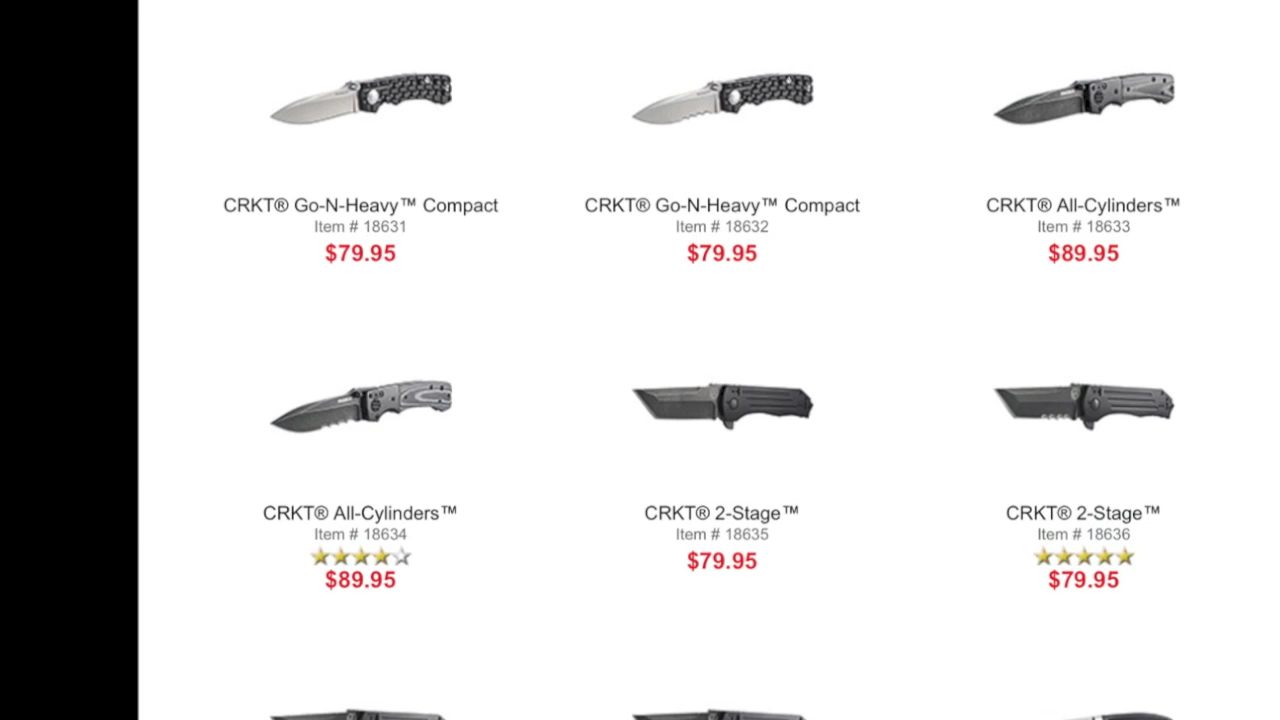 CRKT® Go-N-Heavy™ Compact
Item # 18631
$79.95
CRKT® Go-N-Heavy™ Compact
Item # 18632
$79.95
CRKT® All-Cylinders™
Item # 18633
$89.95
CRKT® All-Cylinders™
Item # 18634
$89.95
CRKT® 2-Stage™
Item # 18635
$79.95
CRKT® 2-Stage™
Item # 18636
$79.95